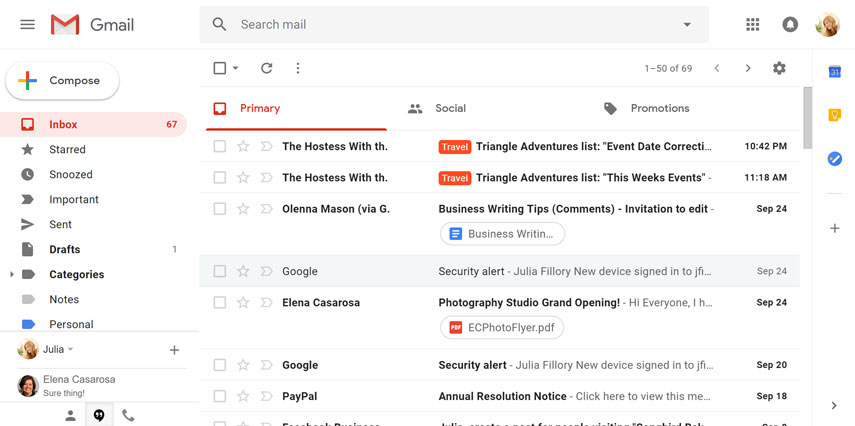 Gmail
Search mail
Compose
1–50 of 69
31
Primary
Social
Promotions
Inbox 67
Starred
Snoozed
Important
Sent
Drafts 1
Categories
Notes
Personal
Julia
Elena Casarosa
Sure thing!
The Hostess With th. Travel Triangle Adventures list: "Event Date Correcti… 10:42 PM
The Hostess With th. Travel Triangle Adventures list: "This Weeks Events" - 11:18 AM
Olenna Mason (via G. Business Writing Tips (Comments) - Invitation to edit - Sep 24
Business Writin…
Google Security alert - Julia Fillory New device signed in to jfi… Sep 24
Elena Casarosa Photography Studio Grand Opening! - Hi Everyone, I h… Sep 24
PDF ECPhotoFlyer.pdf
Google Security alert - Julia Fillory New device signed in to jfi… Sep 20
PayPal Annual Resolution Notice - Click here to view this me… Sep 18